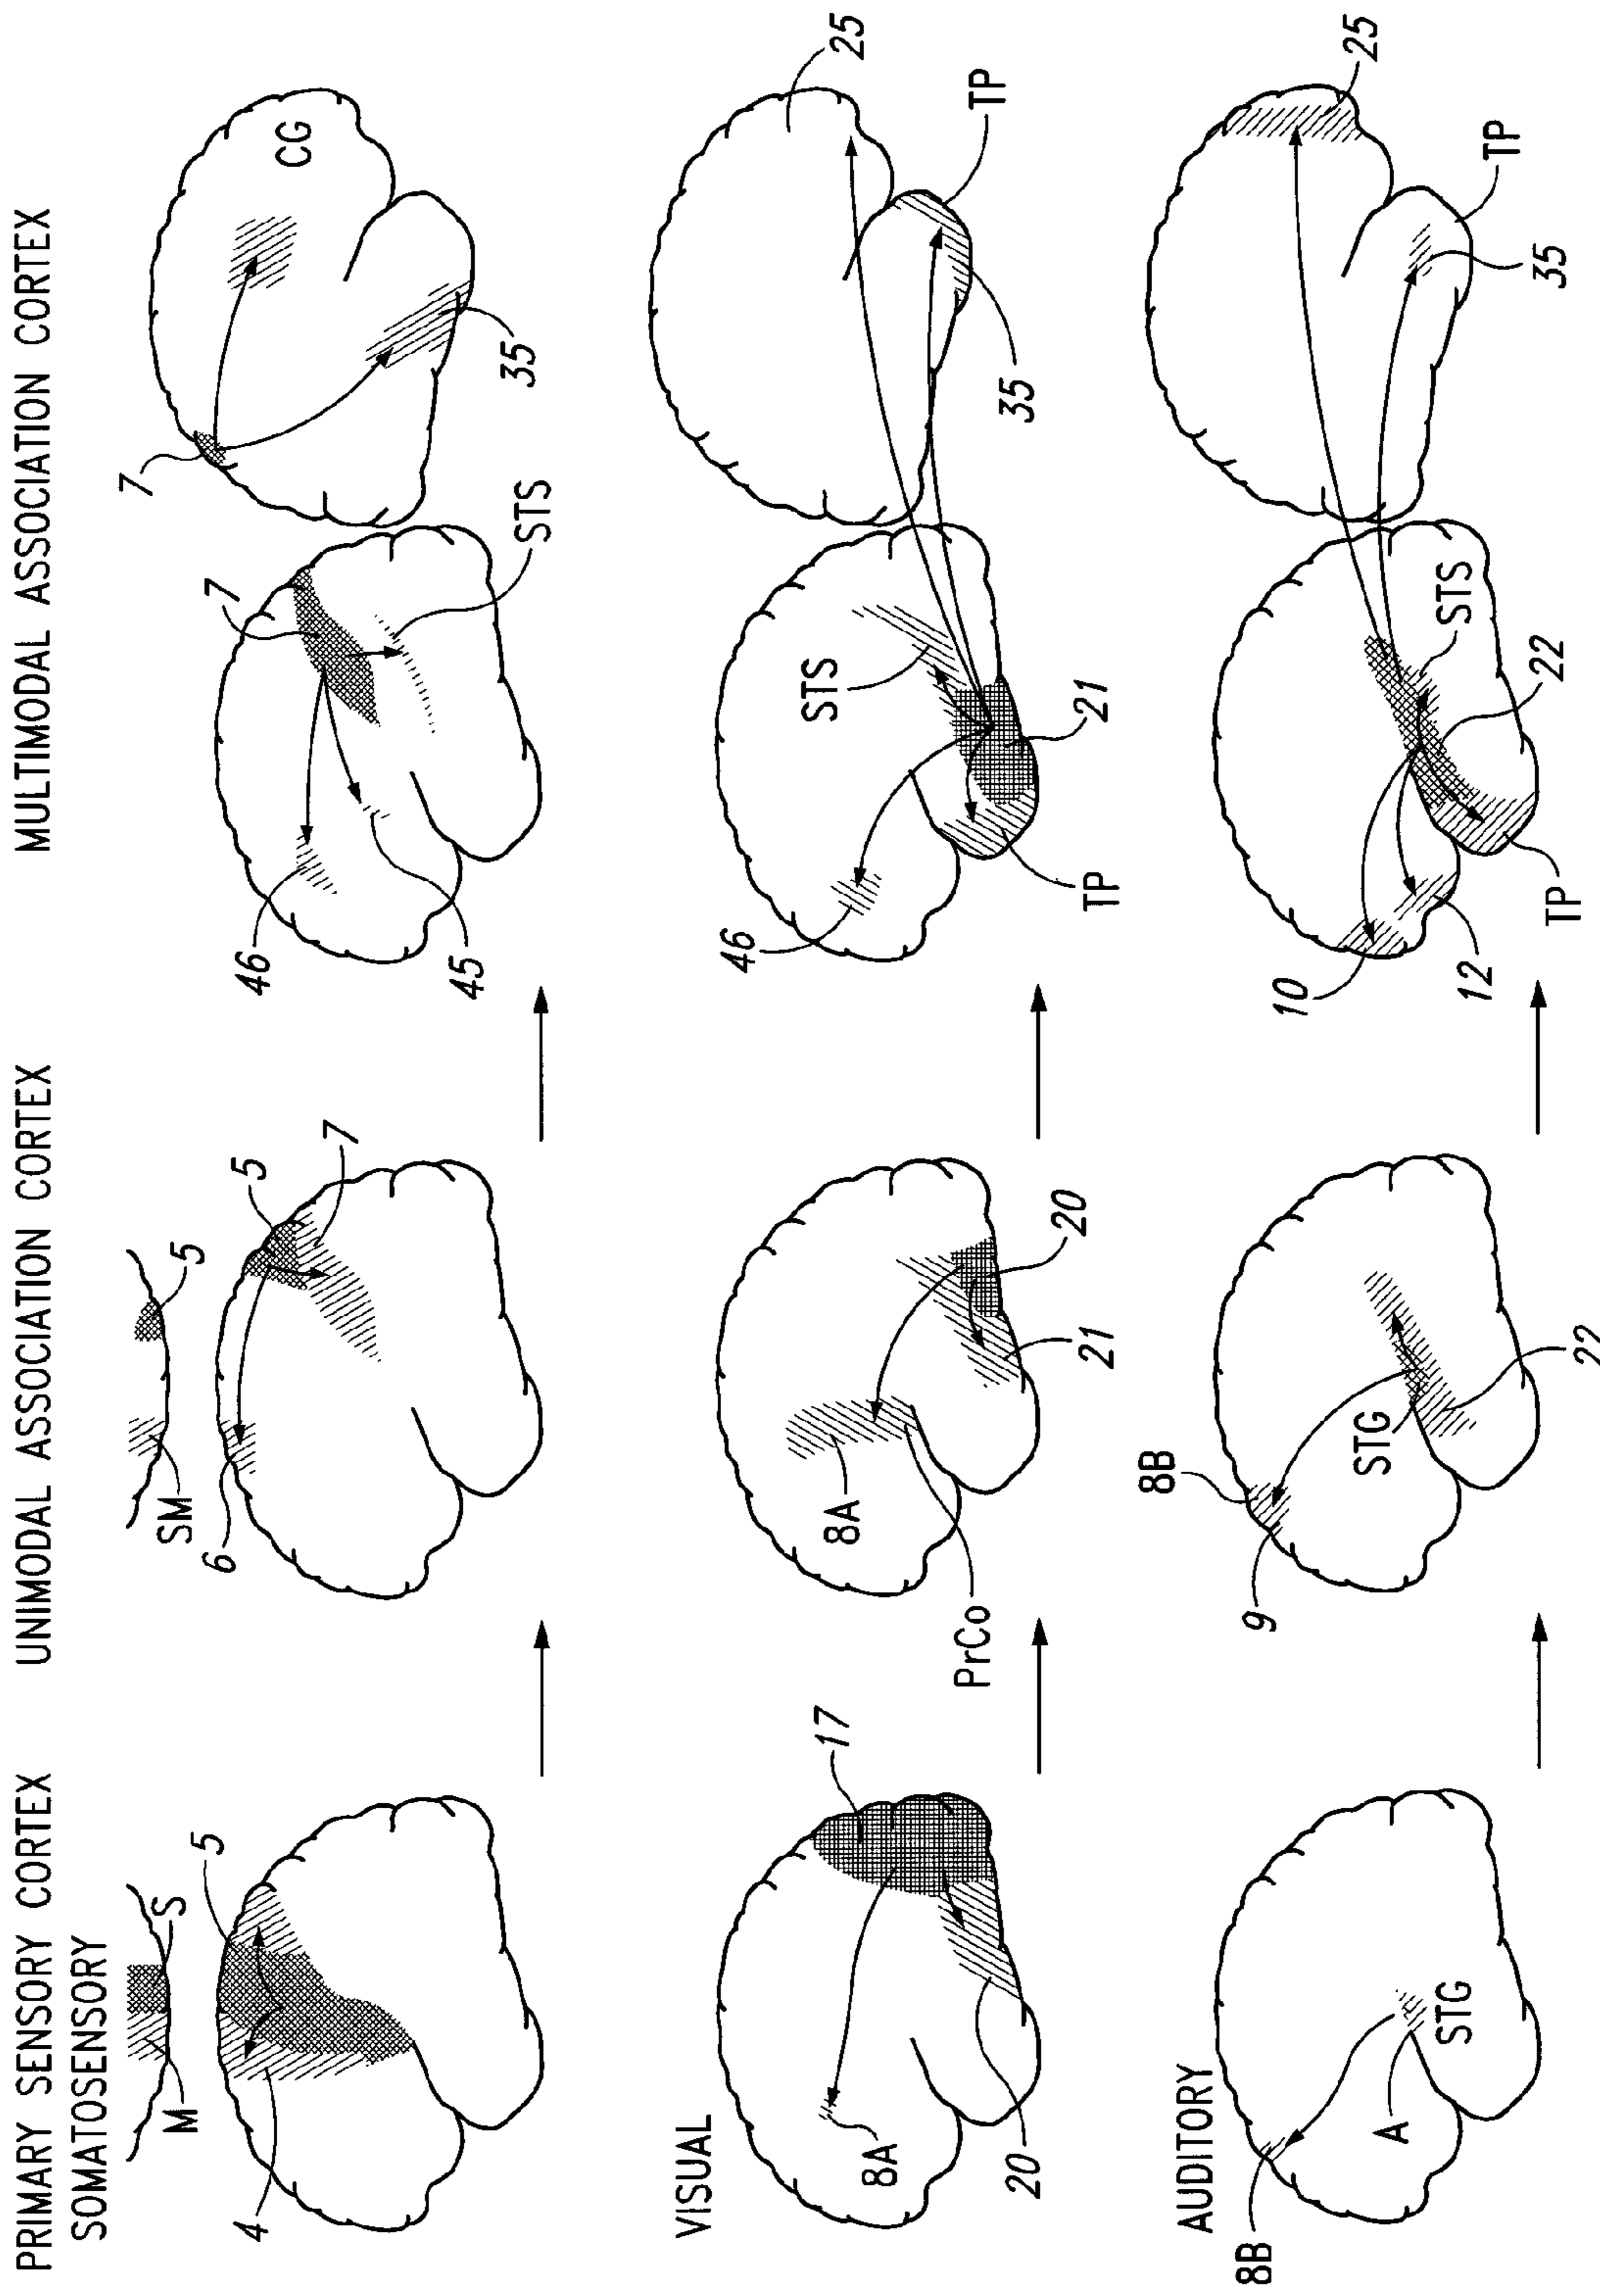 PRIMARY SENSORY CORTEX
UNIMODAL ASSOCIATION CORTEX
MULTIMODAL ASSOCIATION CORTEX
SOMATOSENSORY
M
S
5
4
SM
5
6
5
7
46
45
7
STS
7
35
CG
VISUAL
8A
17
20
8A
PrCo
20
21
46
STS
TP
21
25
35
TP
AUDITORY
8B
A
STG
8B
9
STG
22
10
12
STS
22
TP
25
35
TP